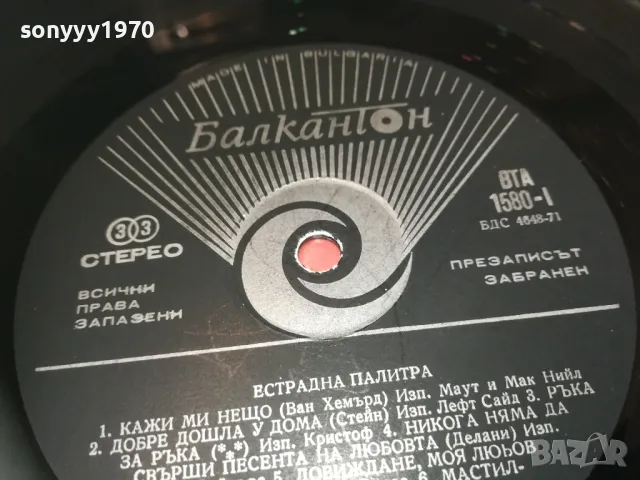 sonyyy1970
MADE IN BULGARIA
БалканТон
33
СТЕРЕО
ВТА
1580-I
БДС 4648-71
ВСИЧНИ
ПРАВА
ЗАПАЗЕНИ
ПРЕЗАПИСЪТ
ЗАБРАНЕН
ЕСТРАДНА ПАЛИТРА
1. КАЖИ МИ НЕЩО (Ван Хемърд) Изп. Маут и Мак Нийл
2. ДОБРЕ ДОШЛА У ДОМА (Стейн) Изп. Лефт Сайд 3. РЪКА
ЗА РЪКА (***) Изп. Кристоф 4. НИКОГА НЯМА ДА
СВЪРШИ ПЕСЕНТА НА ЛЮБОВТА (Делани) Изп.
5. ДОВИЖДАНЕ, МОЯ ЛЮБОВ
6. МАСТИЛ-
BAZAR